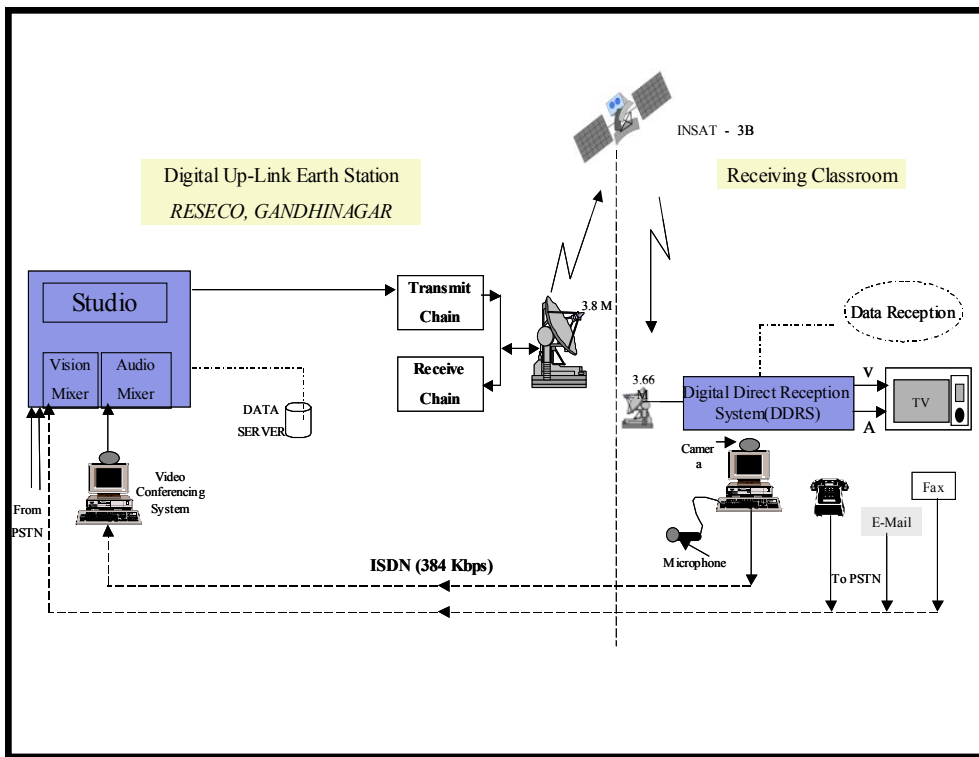 INSAT - 3B
Digital Up-Link Earth Station
RESECO, GANDHINAGAR
Receiving Classroom
Studio
Vision
Mixer
Audio
Mixer
Transmit
Chain
Receive
Chain
3.8 M
DATA
SERVER
From
PSTN
Video
Conferencing
System
3.66
M
Digital Direct Reception
System(DDRS)
Data Reception
V
A
TV
Camer
a
Microphone
To PSTN
E-Mail
Fax
ISDN (384 Kbps)